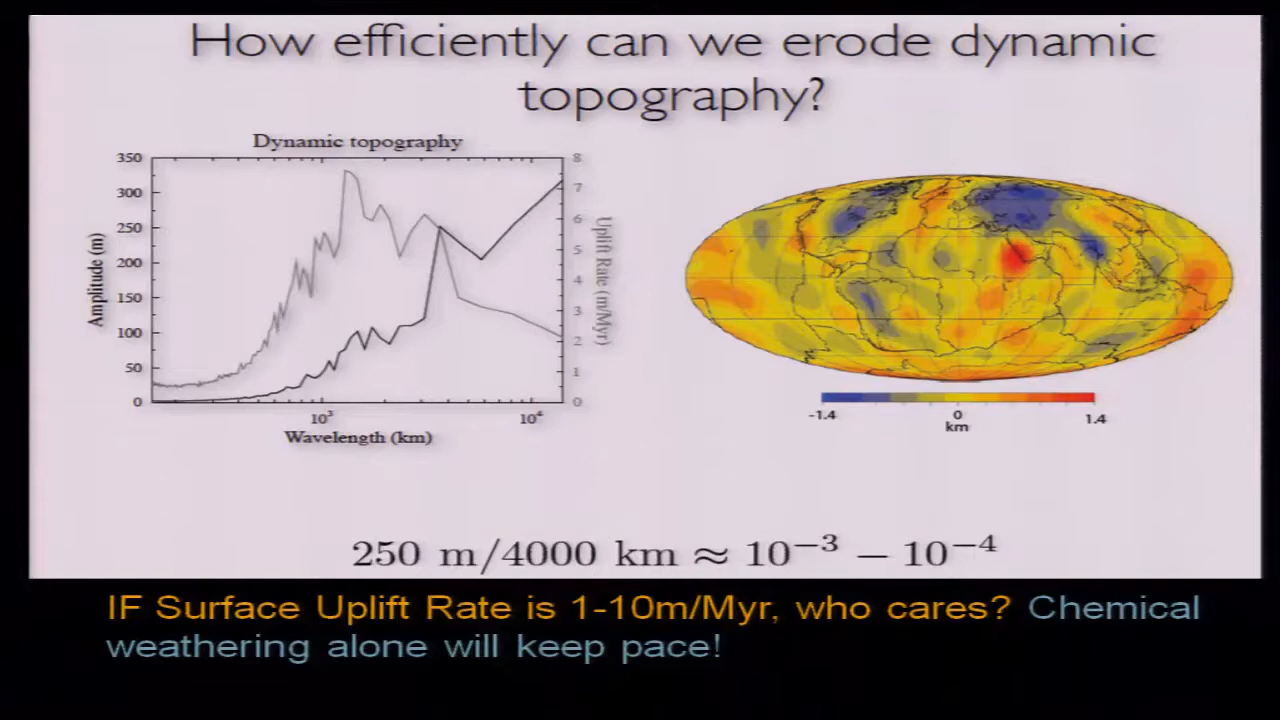 How efficiently can we erode dynamic
topography?
Dynamic topography
350
300
250
200
150
100
50
0
Amplitude (m)
8
7
6
5
4
3
2
1
0
Uplift Rate (m/Myr)
10³
10⁴
Wavelength (km)
-1.4
0
1.4
km
250 m/4000 km ≈ 10⁻³ − 10⁻⁴
IF Surface Uplift Rate is 1-10m/Myr, who cares? Chemical
weathering alone will keep pace!